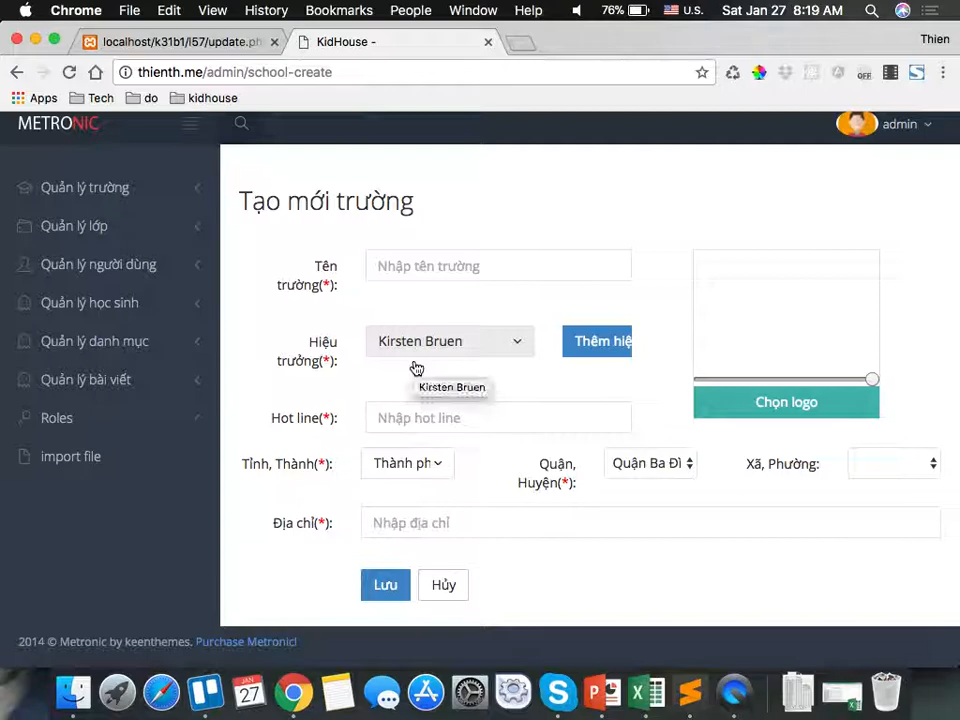 Chrome File Edit View History Bookmarks People Window Help 76% U.S. Sat Jan 27 8:19 AM
localhost/k31b1/l57/update.ph KidHouse - Thien
thienth.me/admin/school-create OFF
Apps Tech do kidhouse
METRONIC admin
Quản lý trường
Quản lý lớp
Quản lý người dùng
Quản lý học sinh
Quản lý danh mục
Quản lý bài viết
Roles
import file
Tạo mới trường
Tên trường(*): Nhập tên trường
Hiệu trưởng(*): Kirsten Bruen Thêm hiệ
Kirsten Bruen
Chọn logo
Hot line(*): Nhập hot line
Tỉnh, Thành(*): Thành ph Quận, Huyện(*): Quận Ba Đì Xã, Phường:
Địa chỉ(*): Nhập địa chỉ
Lưu Hủy
2014 © Metronic by keenthemes. Purchase Metronic!
JAN
27